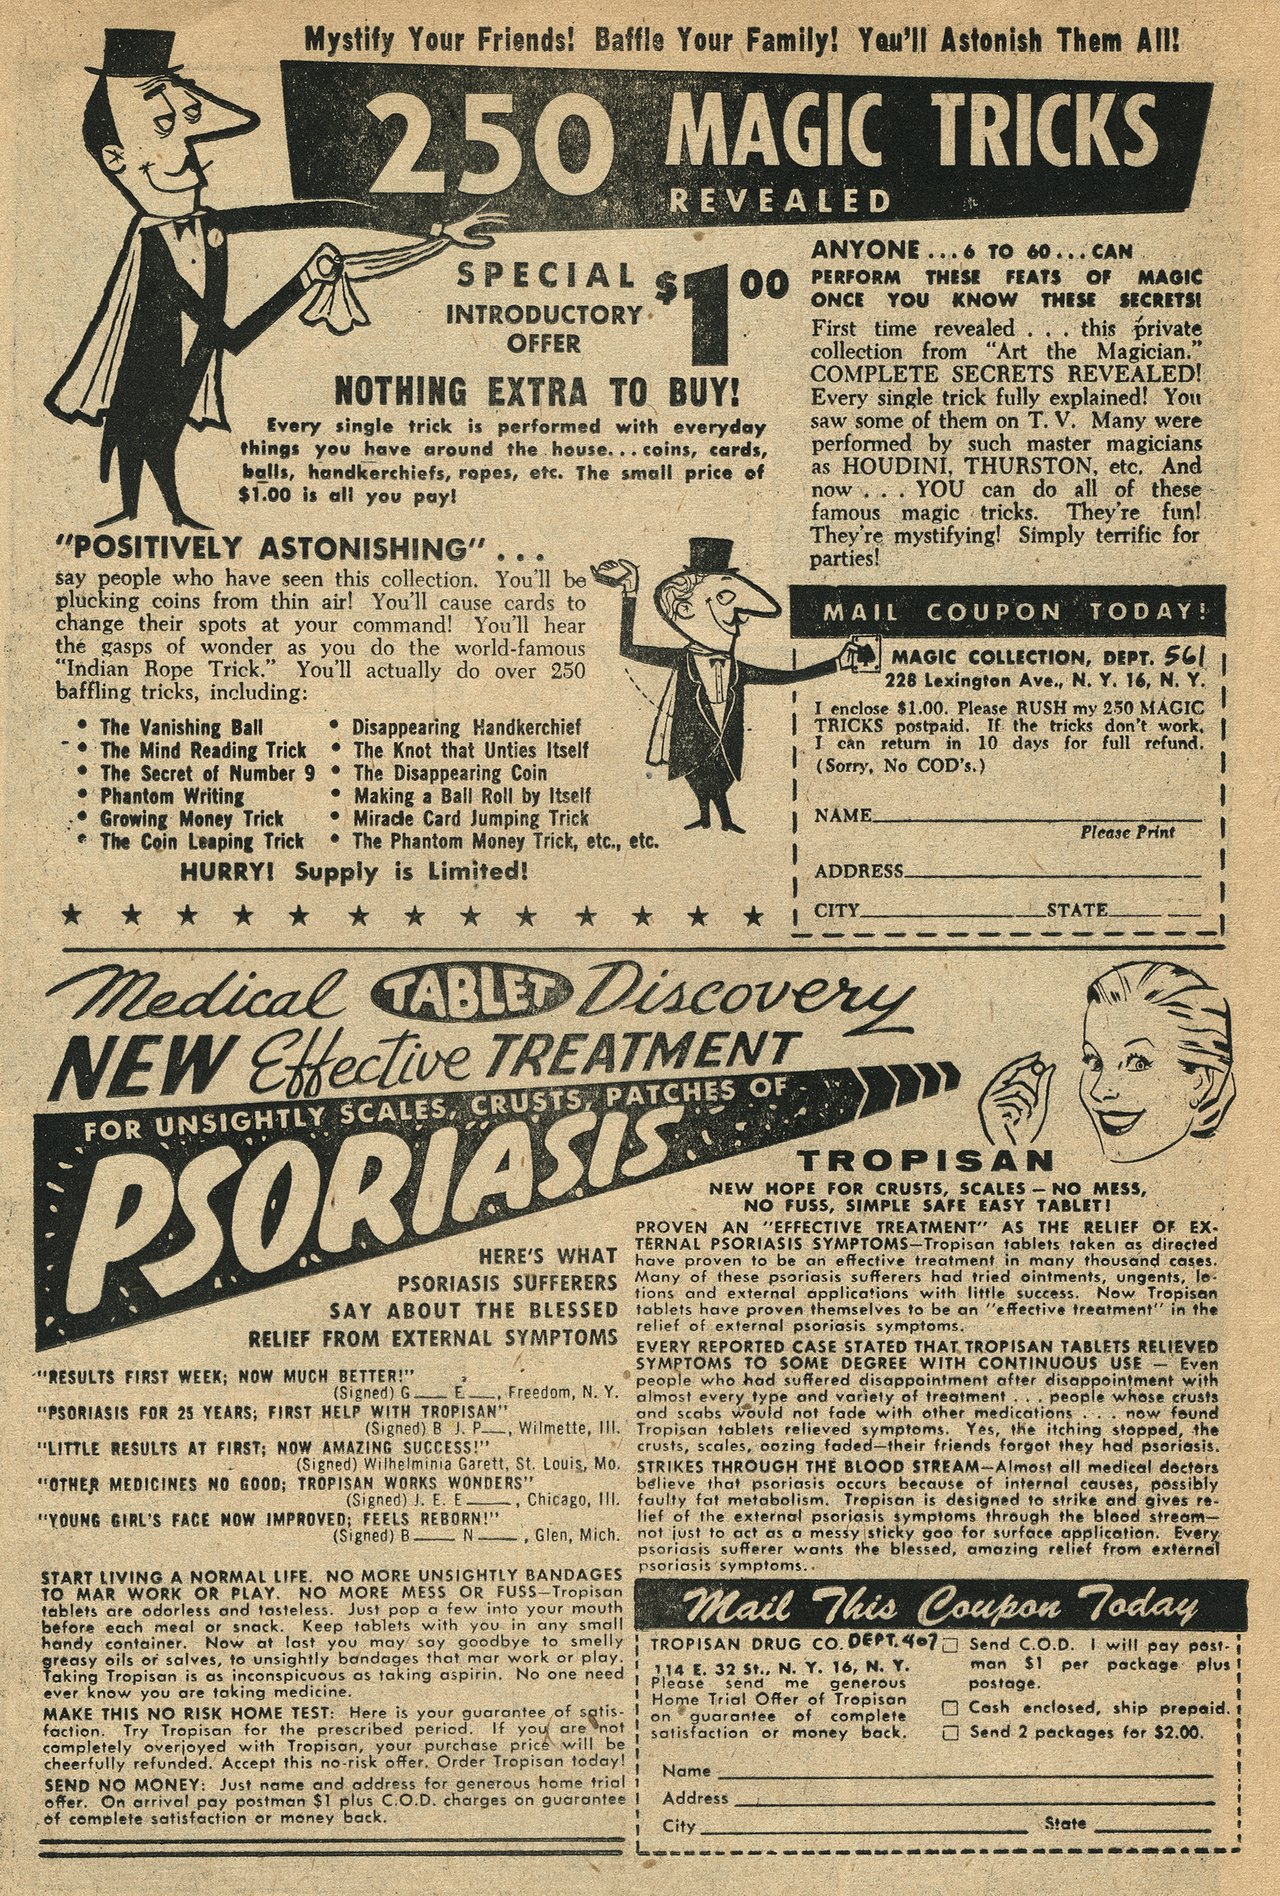 Mystify Your Friends! Baffle Your Family! You'll Astonish Them All!
250 MAGIC TRICKS
REVEALED
SPECIAL
INTRODUCTORY
OFFER
$1.00
NOTHING EXTRA TO BUY!
Every single trick is performed with everyday
things you have around the house...coins, cards,
balls, handkerchiefs, ropes, etc. The small price of
$1.00 is all you pay!
ANYONE...6 TO 60...CAN
PERFORM THESE FEATS OF MAGIC
ONCE YOU KNOW THESE SECRETS!
First time revealed . . . this private
collection from "Art the Magician."
COMPLETE SECRETS REVEALED!
Every single trick fully explained! You
saw some of them on T. V. Many were
performed by such master magicians
as HOUDINI, THURSTON, etc. And
now . . . YOU can do all of these
famous magic tricks. They're fun!
They're mystifying! Simply terrific for
parties!
"POSITIVELY ASTONISHING" . . .
say people who have seen this collection. You'll be
plucking coins from thin air! You'll cause cards to
change their spots at your command! You'll hear
the gasps of wonder as you do the world-famous
"Indian Rope Trick." You'll actually do over 250
baffling tricks, including:
• The Vanishing Ball
• The Mind Reading Trick
• The Secret of Number 9
• Phantom Writing
• Growing Money Trick
• The Coin Leaping Trick
• Disappearing Handkerchief
• The Knot that Unties Itself
• The Disappearing Coin
• Making a Ball Roll by Itself
• Miracle Card Jumping Trick
• The Phantom Money Trick, etc., etc.
HURRY! Supply is Limited!
MAIL COUPON TODAY!
MAGIC COLLECTION, DEPT. 561
228 Lexington Ave., N. Y. 16, N. Y.
I enclose $1.00. Please RUSH my 250 MAGIC
TRICKS postpaid. If the tricks don't work,
I can return in 10 days for full refund.
(Sorry, No COD's.)
NAME
Please Print
ADDRESS
CITY STATE
Medical TABLET Discovery
NEW Effective TREATMENT
FOR UNSIGHTLY SCALES, CRUSTS, PATCHES OF
PSORIASIS
HERE'S WHAT
PSORIASIS SUFFERERS
SAY ABOUT THE BLESSED
RELIEF FROM EXTERNAL SYMPTOMS
"RESULTS FIRST WEEK; NOW MUCH BETTER!"
(Signed) G___ E___, Freedom, N. Y.
"PSORIASIS FOR 25 YEARS; FIRST HELP WITH TROPISAN"
(Signed) B J. P___, Wilmette, Ill.
"LITTLE RESULTS AT FIRST; NOW AMAZING SUCCESS!"
(Signed) Wilhelminia Garett, St. Louis, Mo.
"OTHER MEDICINES NO GOOD; TROPISAN WORKS WONDERS"
(Signed) J. E. E____, Chicago, Ill.
"YOUNG GIRL'S FACE NOW IMPROVED; FEELS REBORN!"
(Signed) B___ N____, Glen, Mich.
START LIVING A NORMAL LIFE. NO MORE UNSIGHTLY BANDAGES
TO MAR WORK OR PLAY. NO MORE MESS OR FUSS—Tropisan
tablets are odorless and tasteless. Just pop a few into your mouth
before each meal or snack. Keep tablets with you in any small
handy container. Now at last you may say goodbye to smelly
greasy oils or salves, to unsightly bandages that mar work or play.
Taking Tropisan is as inconspicuous as taking aspirin. No one need
ever know you are taking medicine.
MAKE THIS NO RISK HOME TEST: Here is your guarantee of satis-
faction. Try Tropisan for the prescribed period. If you are not
completely overjoyed with Tropisan, your purchase price will be
cheerfully refunded. Accept this no-risk offer. Order Tropisan today!
SEND NO MONEY: Just name and address for generous home trial
offer. On arrival pay postman $1 plus C.O.D. charges on guarantee
of complete satisfaction or money back.
TROPISAN
NEW HOPE FOR CRUSTS, SCALES — NO MESS,
NO FUSS, SIMPLE SAFE EASY TABLET!
PROVEN AN "EFFECTIVE TREATMENT" AS THE RELIEF OF EX-
TERNAL PSORIASIS SYMPTOMS—Tropisan tablets taken as directed
have proven to be an effective treatment in many thousand cases.
Many of these psoriasis sufferers had tried ointments, ungents, lo-
tions and external applications with little success. Now Tropisan
tablets have proven themselves to be an "effective treatment" in the
relief of external psoriasis symptoms.
EVERY REPORTED CASE STATED THAT TROPISAN TABLETS RELIEVED
SYMPTOMS TO SOME DEGREE WITH CONTINUOUS USE — Even
people who had suffered disappointment after disappointment with
almost every type and variety of treatment . . . people whose crusts
and scabs would not fade with other medications . . . now found
Tropisan tablets relieved symptoms. Yes, the itching stopped, the
crusts, scales, oozing faded—their friends forgot they had psoriasis.
STRIKES THROUGH THE BLOOD STREAM—Almost all medical doctors
believe that psoriasis occurs because of internal causes, possibly
faulty fat metabolism. Tropisan is designed to strike and gives re-
lief of the external psoriasis symptoms through the blood stream—
not just to act as a messy sticky goo for surface application. Every
psoriasis sufferer wants the blessed, amazing relief from external
psoriasis symptoms.
Mail This Coupon Today
TROPISAN DRUG CO. DEPT. 407
114 E. 32 St., N. Y. 16, N. Y.
Please send me generous
Home Trial Offer of Tropisan
on guarantee of complete
satisfaction or money back.
Send C.O.D. I will pay post-
man $1 per package plus
postage.
Cash enclosed, ship prepaid.
Send 2 packages for $2.00.
Name
Address
City State